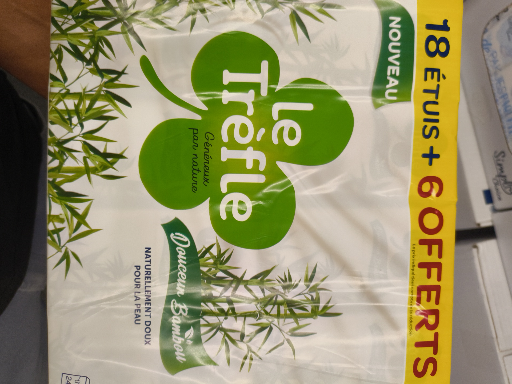 18 ÉTUIS + 6 OFFERTS
NOUVEAU
le
Trèfle
Généreux
par nature
Douceur Bambou
NATURELLEMENT DOUX
POUR LA PEAU